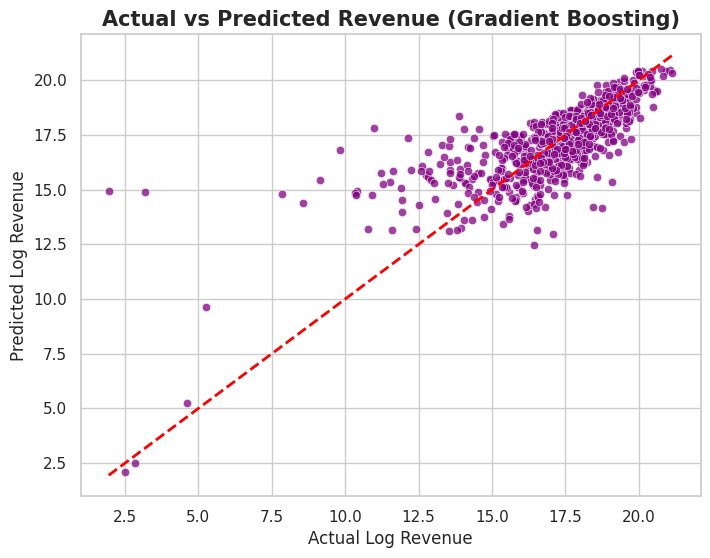 Actual vs Predicted Revenue (Gradient Boosting)
Predicted Log Revenue
20.0
17.5
15.0
12.5
10.0
7.5
5.0
2.5
2.5 5.0 7.5 10.0 12.5 15.0 17.5 20.0
Actual Log Revenue